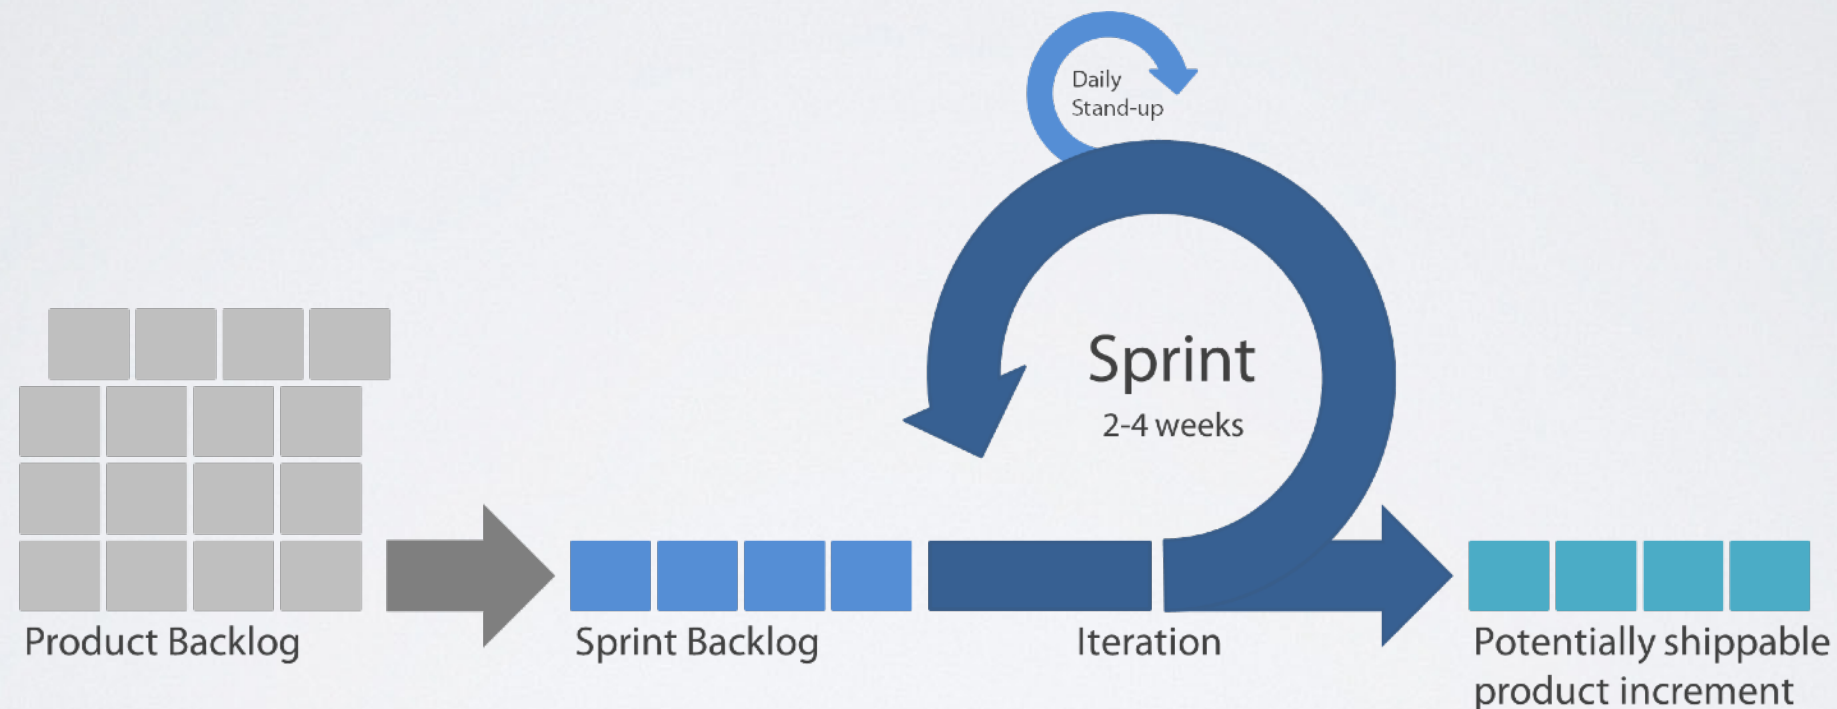 Daily
Stand-up
Sprint
2-4 weeks
Product Backlog
Sprint Backlog
Iteration
Potentially shippable
product increment